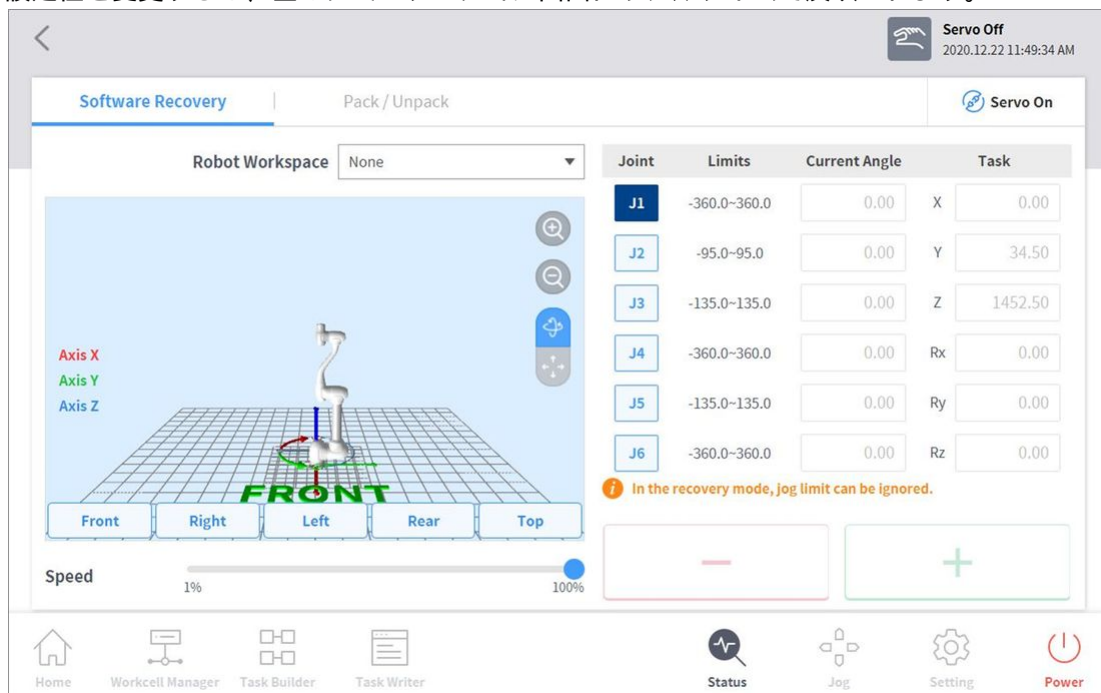 Servo Off
2020.12.22 11:49:34 AM
Software Recovery
Pack / Unpack
Servo On
Robot Workspace
None
Joint Limits Current Angle Task
J1 -360.0~360.0 0.00 X 0.00
J2 -95.0~95.0 0.00 Y 34.50
J3 -135.0~135.0 0.00 Z 1452.50
J4 -360.0~360.0 0.00 Rx 0.00
J5 -135.0~135.0 0.00 Ry 0.00
J6 -360.0~360.0 0.00 Rz 0.00
Axis X
Axis Y
Axis Z
FRONT
Front Right Left Rear Top
In the recovery mode, jog limit can be ignored.
Speed
1% 100%
Home Workcell Manager Task Builder Task Writer Status Jog Setting Power